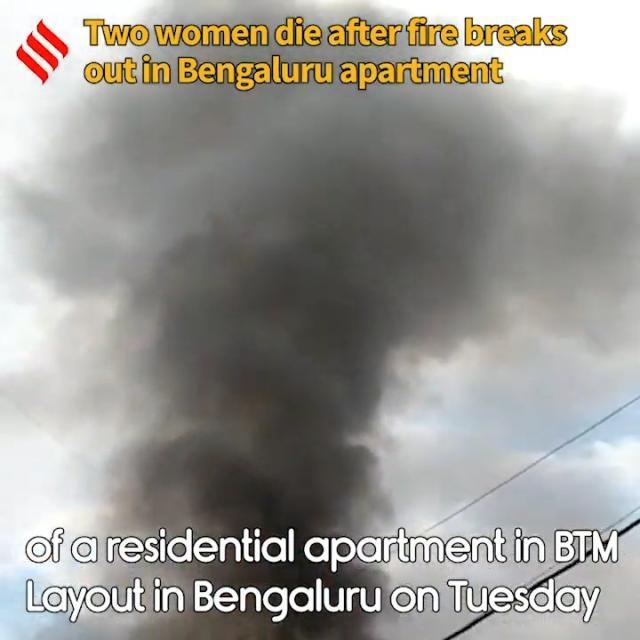 Two women die after fire breaks
out in Bengaluru apartment
of a residential apartment in BTM
Layout in Bengaluru on Tuesday